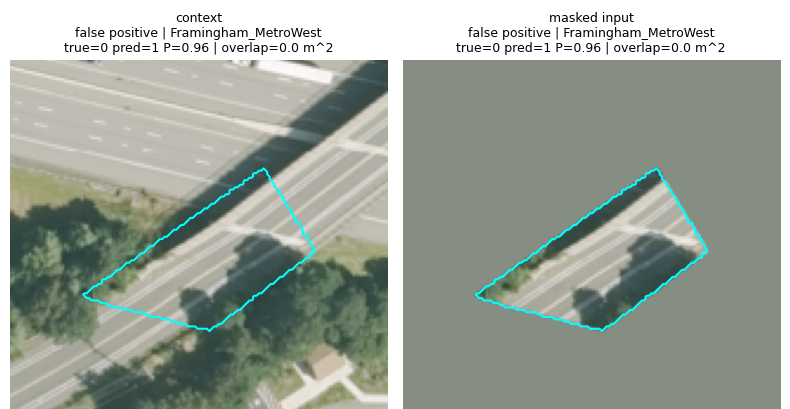 context
false positive | Framingham_MetroWest
true=0 pred=1 P=0.96 | overlap=0.0 m^2
masked input
false positive | Framingham_MetroWest
true=0 pred=1 P=0.96 | overlap=0.0 m^2